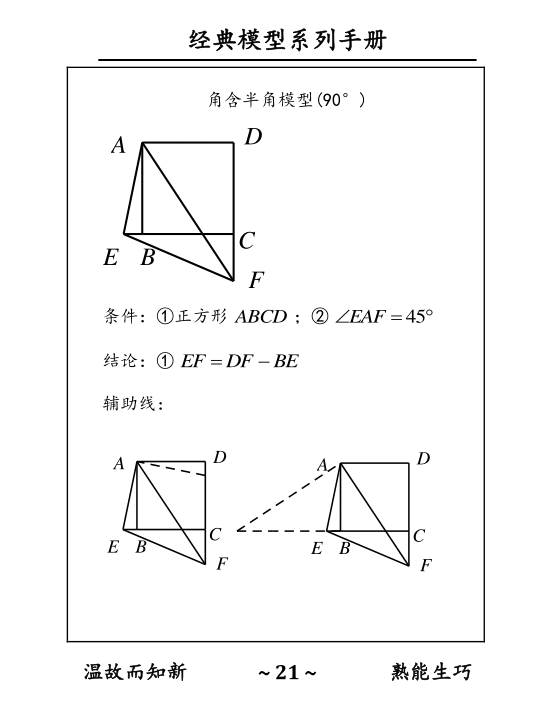 经典模型系列手册
角含半角模型(90°)
A D
E B C
F
条件：①正方形 ABCD ；② ∠EAF = 45°
结论：① EF = DF − BE
辅助线：
A D A D
E B C E B C
F F
温故而知新 ~ 21 ~ 熟能生巧